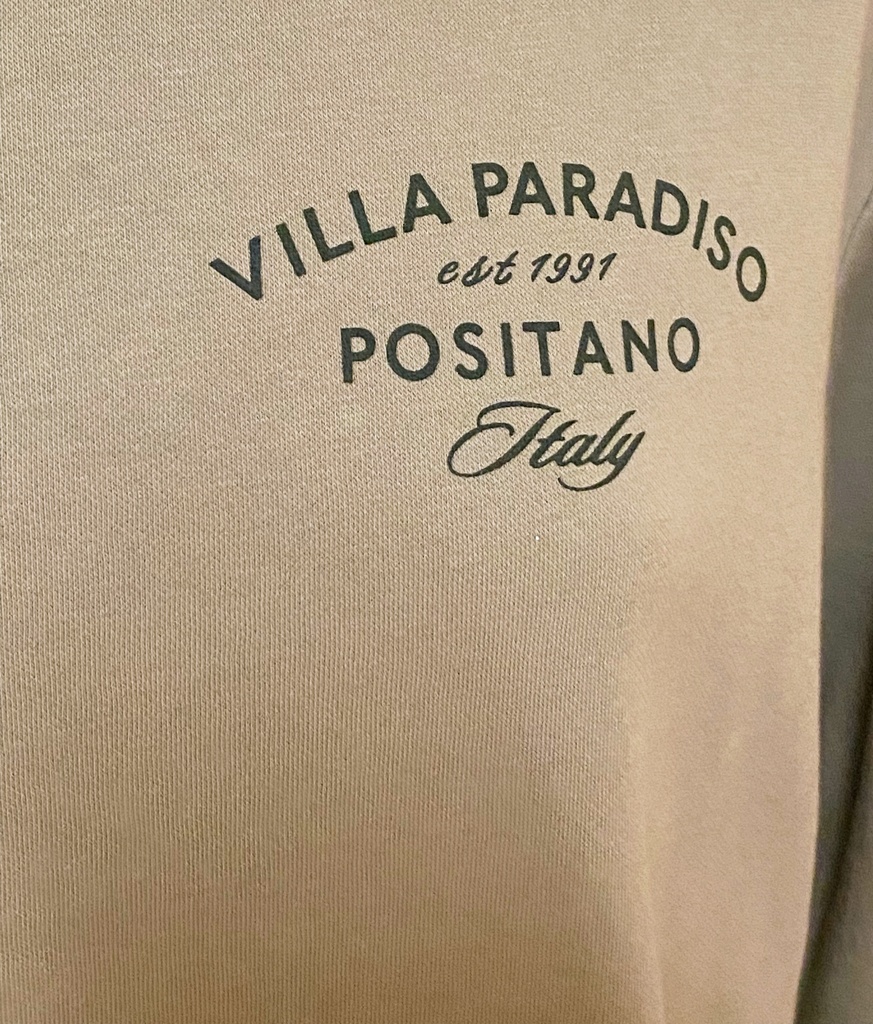 VILLA PARADISO
est 1991
POSITANO
Italy